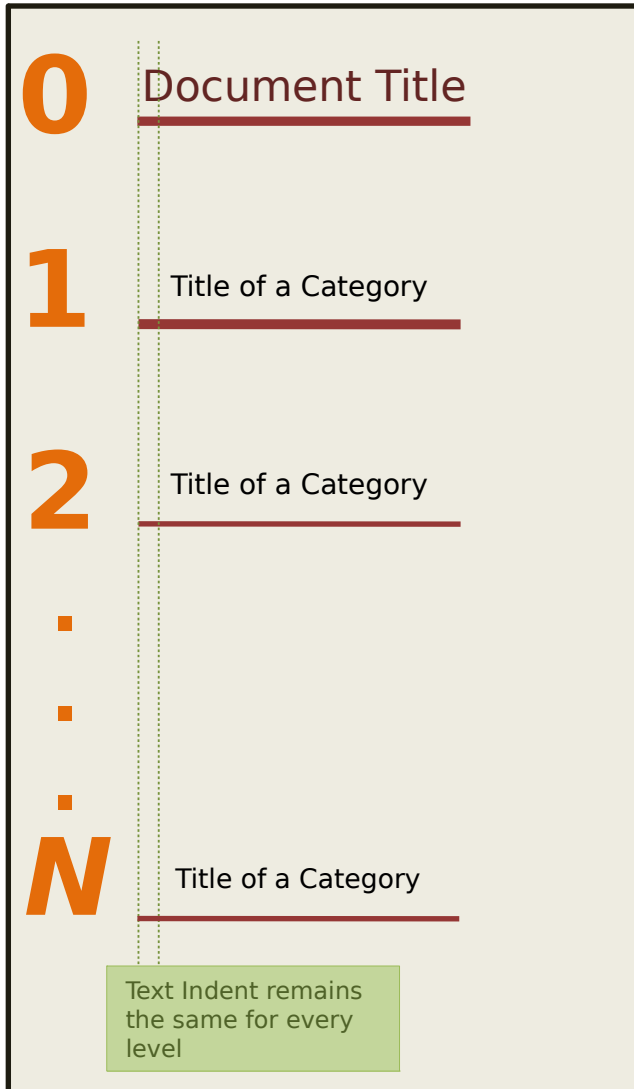 0
Document Title
1
Title of a Category
2
Title of a Category
.
.
.
N
Title of a Category
Text Indent remains
the same for every
level